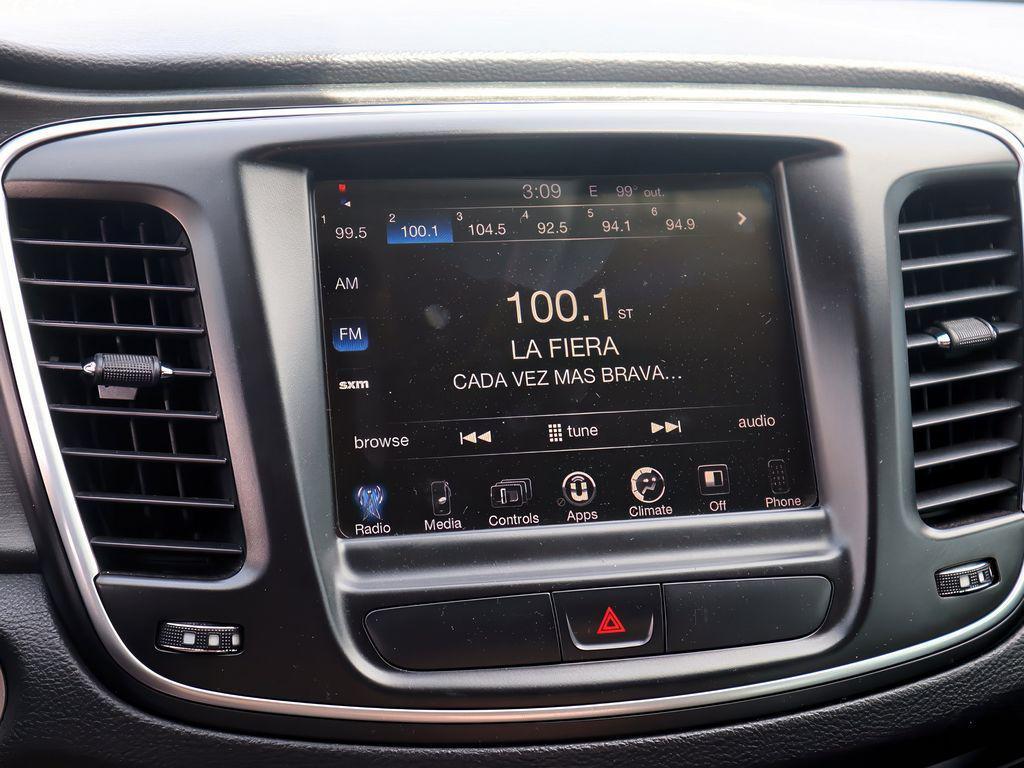 3:09 E 99° out.
1 99.5 2 100.1 3 104.5 4 92.5 5 94.1 6 94.9
AM
FM
sxm
100.1 ST
LA FIERA
CADA VEZ MAS BRAVA...
browse tune audio
Radio Media Controls Apps Climate Off Phone